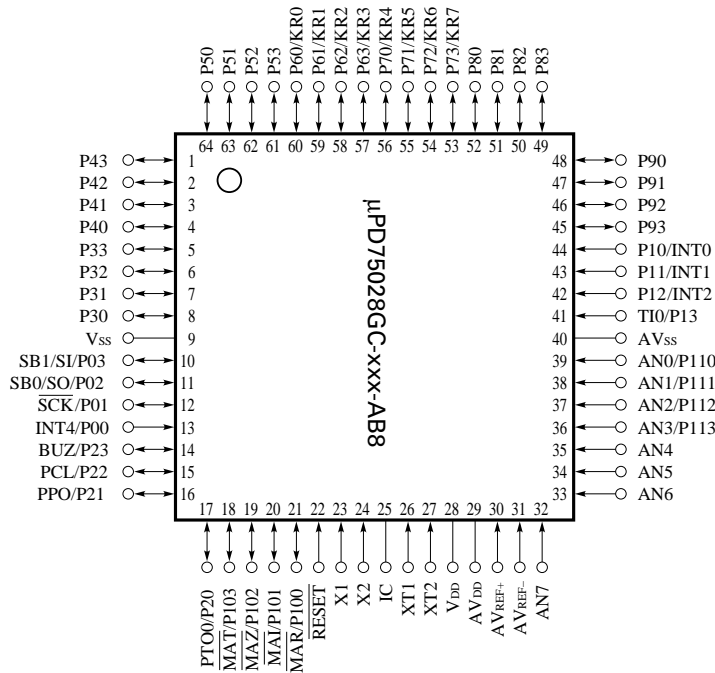 P50
P51
P52
P53
P60/KR0
P61/KR1
P62/KR2
P63/KR3
P70/KR4
P71/KR5
P72/KR6
P73/KR7
P80
P81
P82
P83
64 63 62 61 60 59 58 57 56 55 54 53 52 51 50 49
P43 1
P42 2
P41 3
P40 4
P33 5
P32 6
P31 7
P30 8
VSS 9
SB1/SI/P03 10
SB0/SO/P02 11
SCK/P01 12
INT4/P00 13
BUZ/P23 14
PCL/P22 15
PPO/P21 16
μPD75028GC-xxx-AB8
48 P90
47 P91
46 P92
45 P93
44 P10/INT0
43 P11/INT1
42 P12/INT2
41 TI0/P13
40 AVSS
39 AN0/P110
38 AN1/P111
37 AN2/P112
36 AN3/P113
35 AN4
34 AN5
33 AN6
17 18 19 20 21 22 23 24 25 26 27 28 29 30 31 32
PTO0/P20
MAT/P103
MAZ/P102
MAI/P101
MAR/P100
RESET
X1
X2
IC
XT1
XT2
VDD
AVDD
AVREF+
AVREF–
AN7